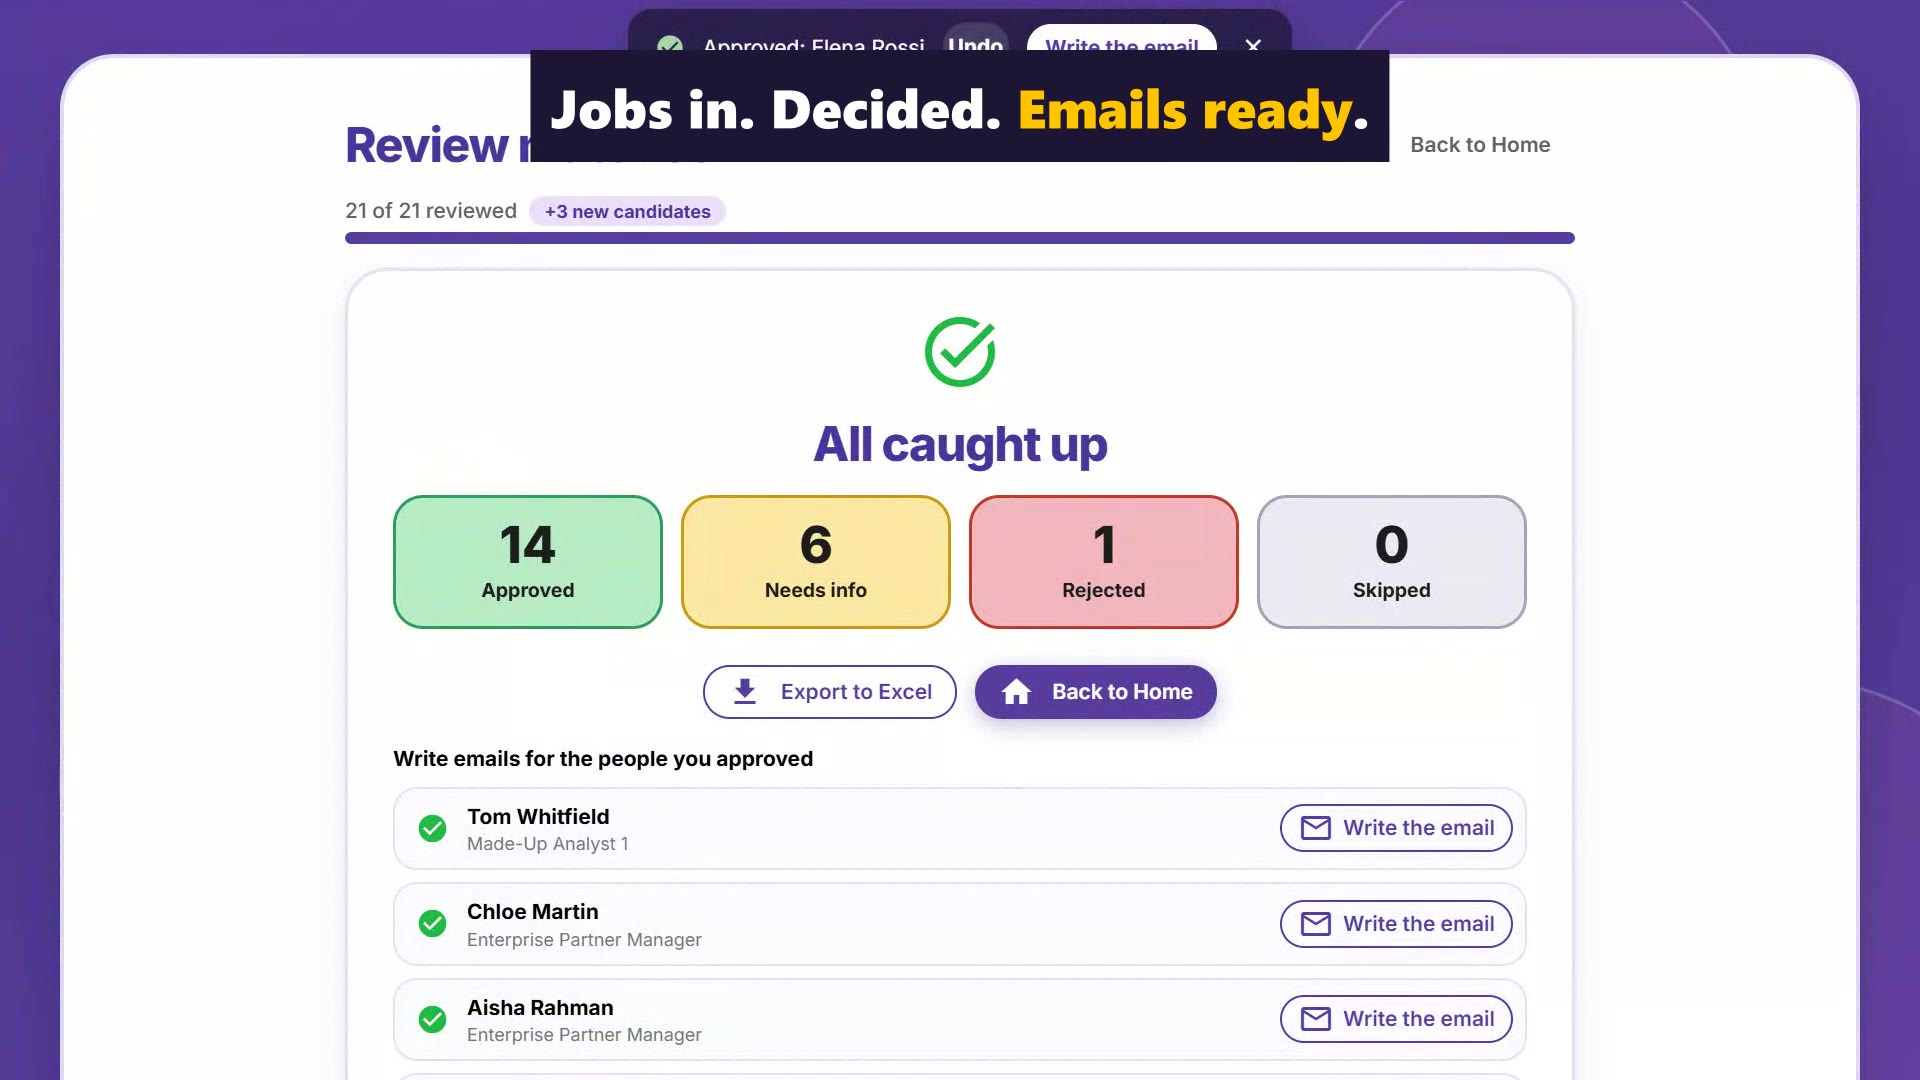 Approved: Elena Rossi Undo Write the email
Jobs in. Decided. Emails ready.
Review
Back to Home
21 of 21 reviewed +3 new candidates
All caught up
14 6 1 0
Approved Needs info Rejected Skipped
Export to Excel Back to Home
Write emails for the people you approved
Tom Whitfield
Made-Up Analyst 1
Write the email
Chloe Martin
Enterprise Partner Manager
Write the email
Aisha Rahman
Enterprise Partner Manager
Write the email